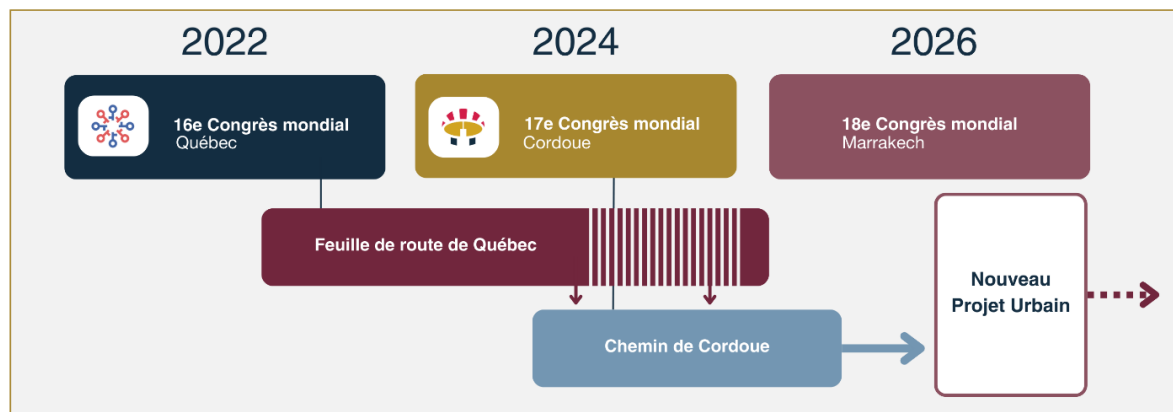 2022
2024
2026
16e Congrès mondial
Québec
17e Congrès mondial
Cordoue
18e Congrès mondial
Marrakech
Feuille de route de Québec
Chemin de Cordoue
Nouveau
Projet Urbain